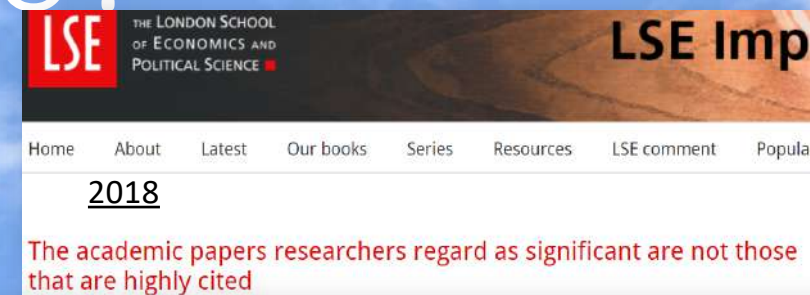 LSE
THE LONDON SCHOOL
OF ECONOMICS AND
POLITICAL SCIENCE
LSE Imp
Home About Latest Our books Series Resources LSE comment Popula
2018
The academic papers researchers regard as significant are not those
that are highly cited